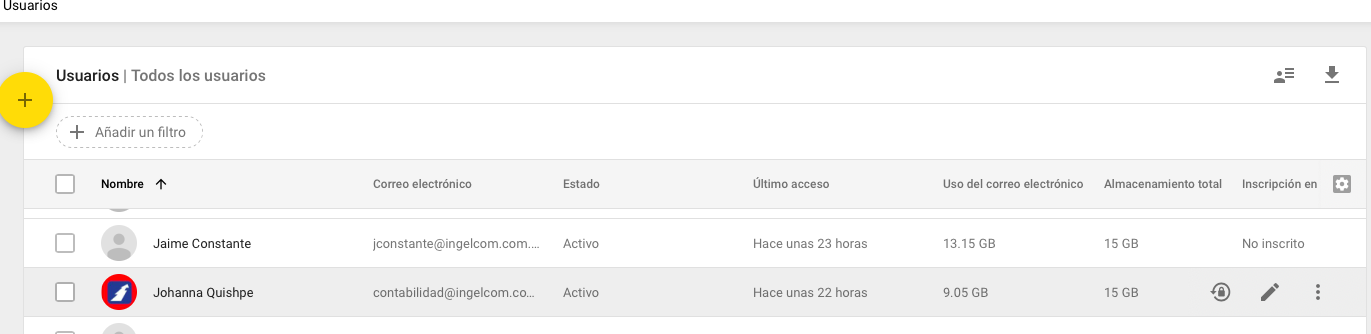 Usuarios
Usuarios | Todos los usuarios
Añadir un filtro
Nombre Correo electrónico Estado Último acceso Uso del correo electrónico Almacenamiento total Inscripción en
Jaime Constante jconstante@ingelcom.com.... Activo Hace unas 23 horas 13.15 GB 15 GB No inscrito
Johanna Quishpe contabilidad@ingelcom.co... Activo Hace unas 22 horas 9.05 GB 15 GB